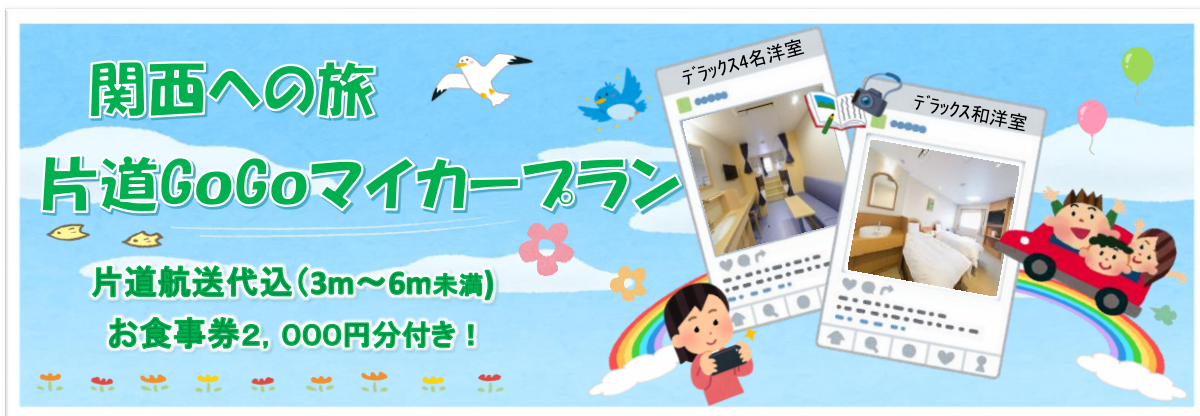 関西への旅
片道GoGoマイカープラン
片道航送代込(3m～6m未満)
お食事券2,000円分付き!
デラックス4名洋室
デラックス和洋室